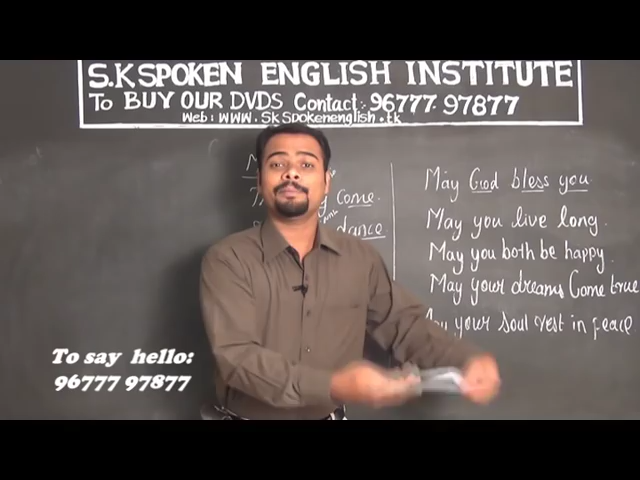 S.K SPOKEN ENGLISH INSTITUTE
To BUY OUR DVDS Contact: 96777 97877
Web: WWW.SkSpokenenglish.tk
Come
dance
May God bless you
May you live long.
May you both be happy.
May your dreams Come true
your Soul rest in peace
To say hello:
96777 97877